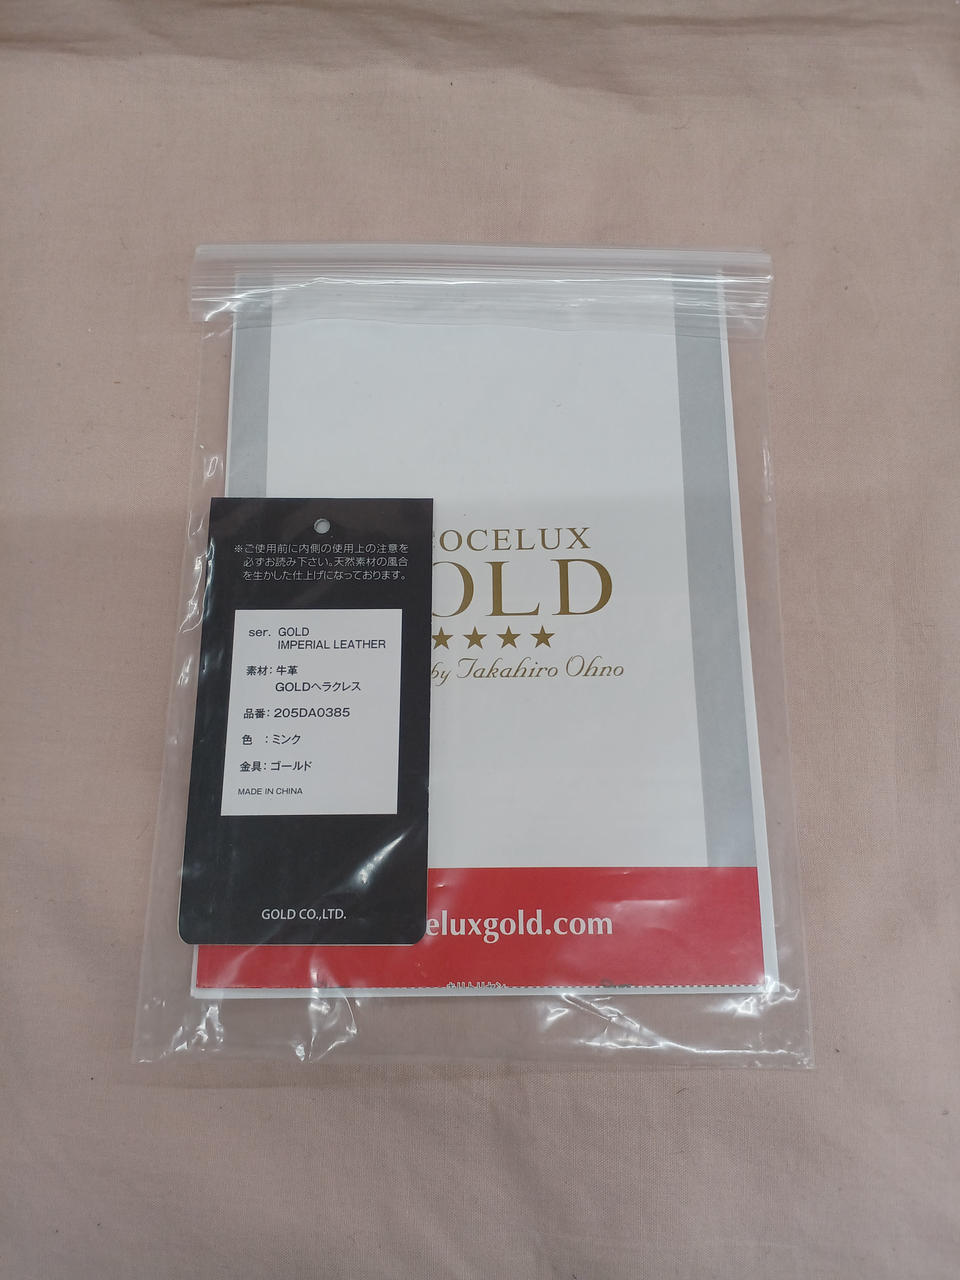 ※ご使用前に内側の使用上の注意を
必ずお読み下さい。天然素材の風合
を生かした仕上げになっております。
ser. GOLD
IMPERIAL LEATHER
素材: 牛革
GOLDヘラクレス
品番: 205DA0385
色 : ミンク
金具: ゴールド
MADE IN CHINA
GOLD CO.,LTD.
COCELUX
OLD
★★★★
by Takahiro Ohno
eluxgold.com